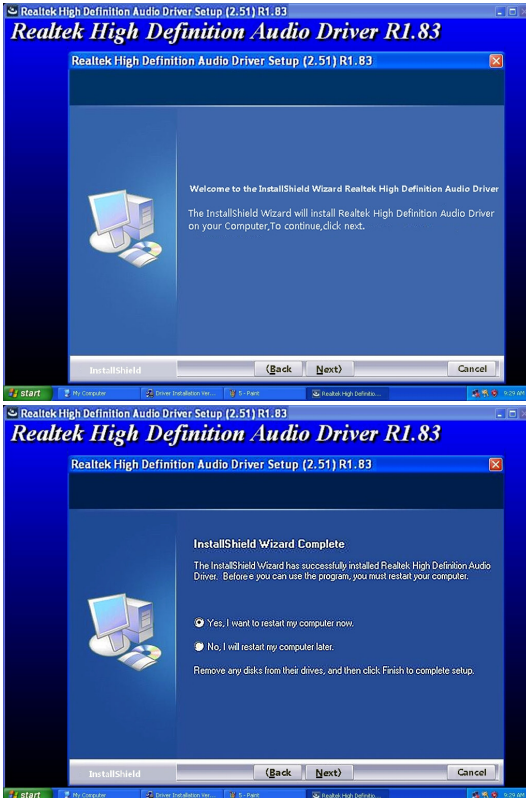 Realtek High Definition Audio Driver Setup (2.51) R1.83
Realtek High Definition Audio Driver R1.83
Realtek High Definition Audio Driver Setup (2.51) R1.83
Welcome to the InstallShield Wizard Realtek High Definition Audio Driver
The InstallShield Wizard will install Realtek High Definition Audio Driver
on your Computer,To continue,click next.
InstallShield
(Back Next) Cancel
start My Computer Driver Installation Ver... 5 - Paint Realtek High Definitio... 9:29 AM
Realtek High Definition Audio Driver Setup (2.51) R1.83
Realtek High Definition Audio Driver R1.83
Realtek High Definition Audio Driver Setup (2.51) R1.83
InstallShield Wizard Complete
The InstallShield Wizard has successfully installed Realtek High Definition Audio
Driver. Before e you can use the program, you must restart your computer.
Yes, I want to restart my computer now.
No, I will restart my computer later.
Remove any disks from their drives, and then click Finish to complete setup.
InstallShield
(Back Next) Cancel
start My Computer Driver Installation Ver... 5 - Paint Realtek High Definitio... 9:29 AM